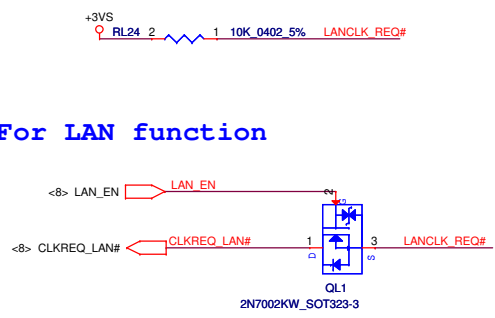 +3VS
RL24 2 1 10K_0402_5% LANCLK_REQ#
For LAN function
<8> LAN_EN LAN_EN
2
G
<8> CLKREQ_LAN# CLKREQ_LAN# 1 3 LANCLK_REQ#
D S
QL1
2N7002KW_SOT323-3